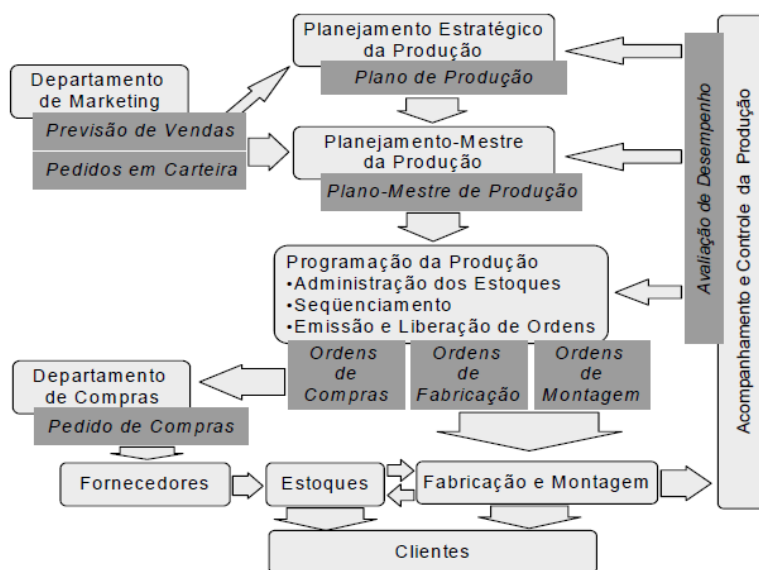 Planejamento Estratégico
da Produção
Plano de Produção
Departamento
de Marketing
Previsão de Vendas
Pedidos em Carteira
Planejamento-Mestre
da Produção
Plano-Mestre de Produção
Programação da Produção
•Administração dos Estoques
•Seqüenciamento
•Emissão e Liberação de Ordens
Ordens
de
Compras
Ordens
de
Fabricação
Ordens
de
Montagem
Departamento
de Compras
Pedido de Compras
Fornecedores
Estoques
Fabricação e Montagem
Clientes
Avaliação de Desempenho
Acompanhamento e Controle da Produção